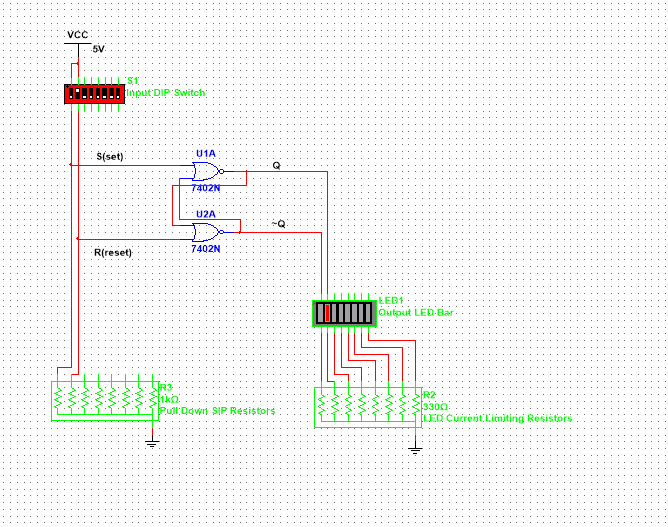 VCC
5V
S1
Input DIP Switch
S(set)
U1A
Q
7402N
U2A
~Q
7402N
R(reset)
LED1
Output LED Bar
R3
1kΩ
Pull Down SIP Resistors
R2
330Ω
LED Current Limiting Resistors